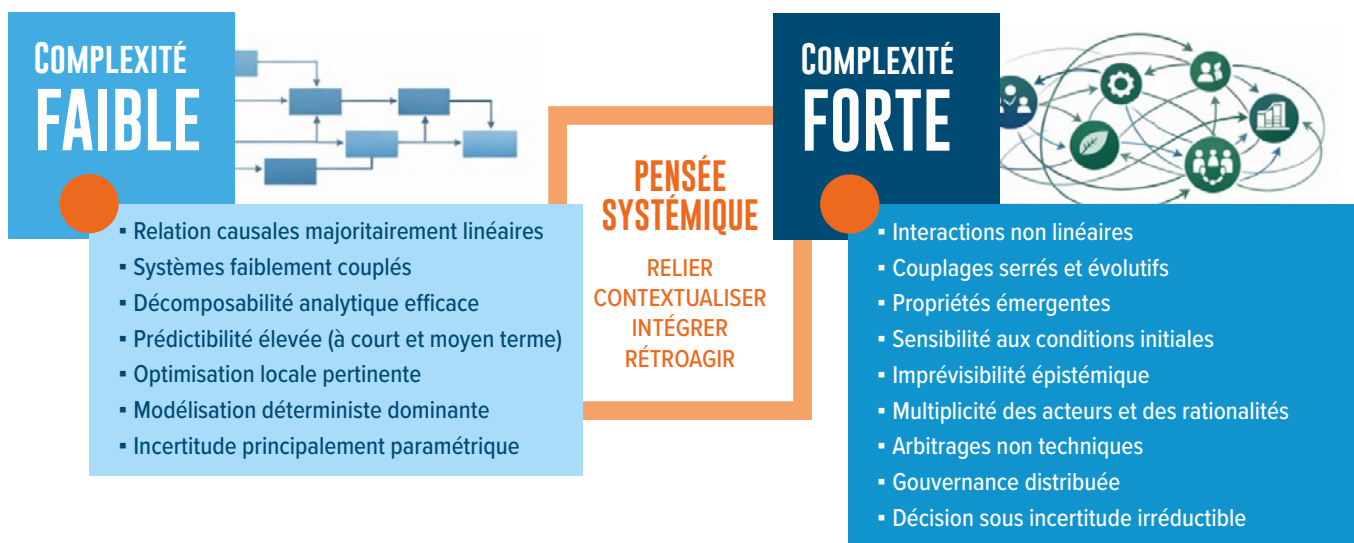 COMPLEXITÉ
FAIBLE
▪ Relation causales majoritairement linéaires
▪ Systèmes faiblement couplés
▪ Décomposabilité analytique efficace
▪ Prédictibilité élevée (à court et moyen terme)
▪ Optimisation locale pertinente
▪ Modélisation déterministe dominante
▪ Incertitude principalement paramétrique
PENSÉE
SYSTÉMIQUE
RELIER
CONTEXTUALISER
INTÉGRER
RÉTROAGIR
COMPLEXITÉ
FORTE
▪ Interactions non linéaires
▪ Couplages serrés et évolutifs
▪ Propriétés émergentes
▪ Sensibilité aux conditions initiales
▪ Imprévisibilité épistémique
▪ Multiplicité des acteurs et des rationalités
▪ Arbitrages non techniques
▪ Gouvernance distribuée
▪ Décision sous incertitude irréductible